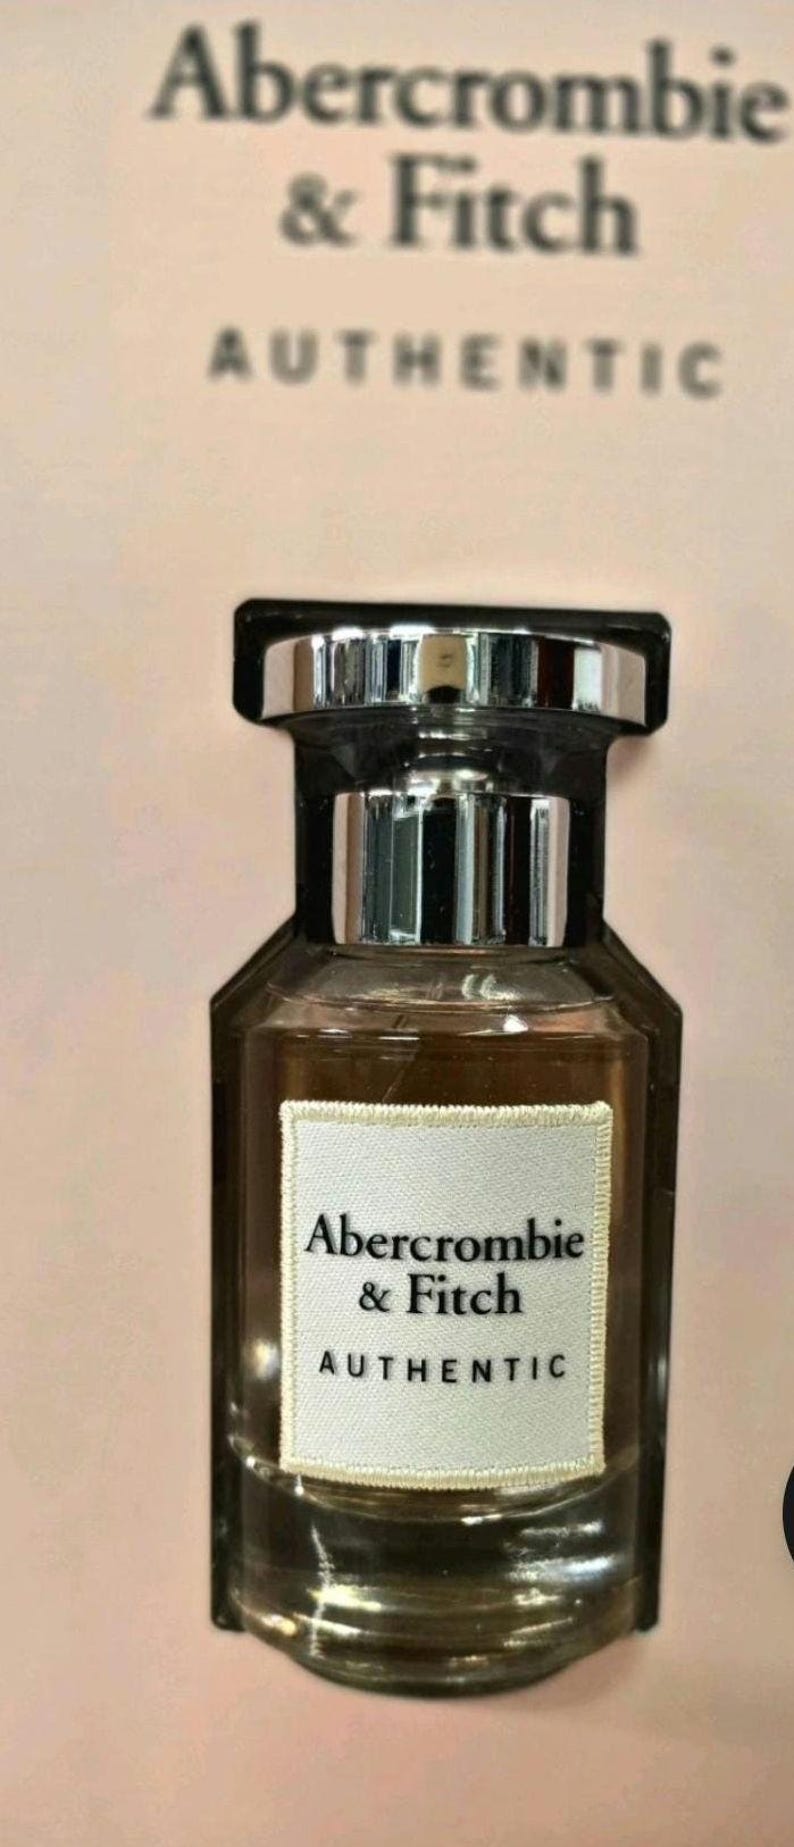 Abercrombie
& Fitch
AUTHENTIC
Abercrombie
& Fitch
AUTHENTIC